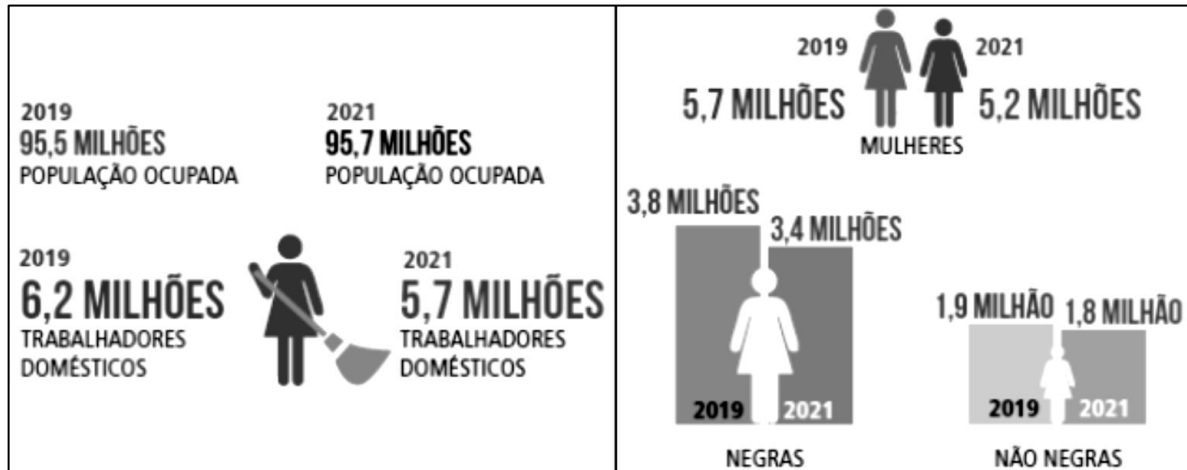 2019
95,5 MILHÕES
POPULAÇÃO OCUPADA
2021
95,7 MILHÕES
POPULAÇÃO OCUPADA
2019
6,2 MILHÕES
TRABALHADORES
DOMÉSTICOS
2021
5,7 MILHÕES
TRABALHADORES
DOMÉSTICOS
2019
5,7 MILHÕES
2021
5,2 MILHÕES
MULHERES
3,8 MILHÕES
3,4 MILHÕES
2019
2021
NEGRAS
1,9 MILHÃO
1,8 MILHÃO
2019
2021
NÃO NEGRAS